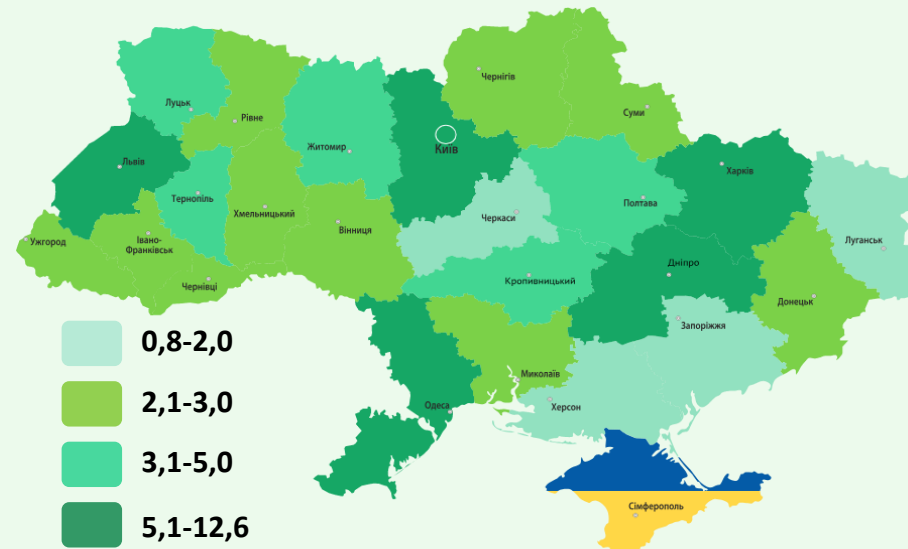 Чернігів
Луцьк
Суми
Рівне
Київ
Житомир
Львів
Харків
Тернопіль
Полтава
Хмельницький
Черкаси
Вінниця
Ужгород
Івано-
Франківськ
Луганськ
Дніпро
Чернівці
Кропивницький
Донецьк
Запоріжжя
0,8-2,0
Миколаїв
2,1-3,0
Одеса
Херсон
3,1-5,0
Сімферополь
5,1-12,6